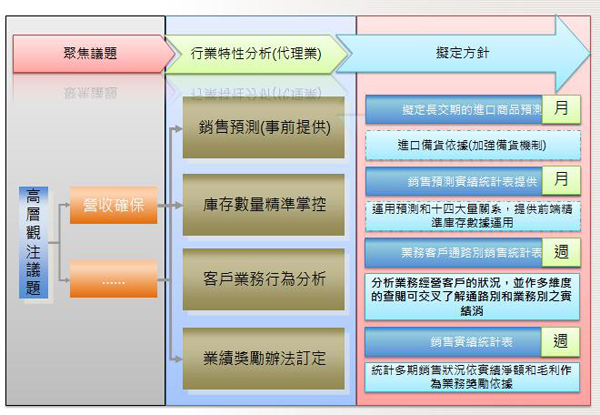 聚焦議題
行業特性分析(代理業)
擬定方針
高層觀注議題
營收確保
......
銷售預測(事前提供)
庫存數量精準掌控
客戶業務行為分析
業績獎勵辦法訂定
擬定長交期的進口商品預測
月
進口備貨依據(加強備貨機制)
銷售預測實績統計表提供
月
運用預測和十四大量關系，提供前端精
準庫存數據運用
業務客戶通路別銷售統計表
週
分析業務經營客戶的狀況，並作多維度
的查閱可交叉了解通路別和業務別之實
績消
銷售實績統計表
週
統計多期銷售狀況依實績淨額和毛利作
為業務獎勵依據